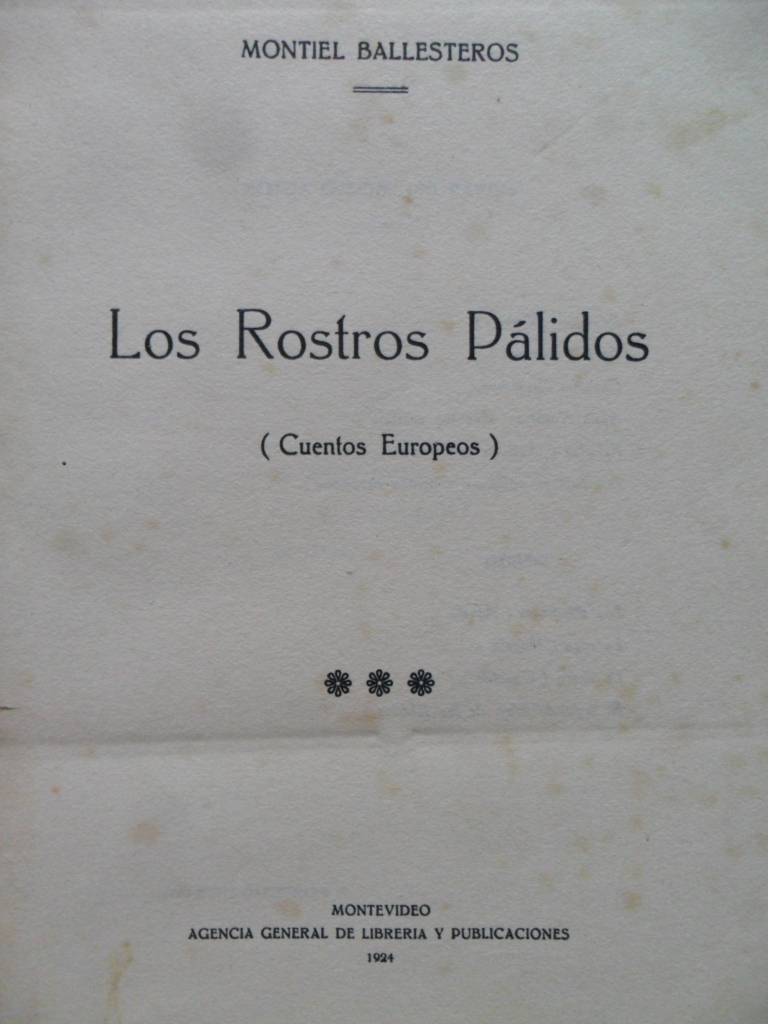 MONTIEL BALLESTEROS
Los Rostros Pálidos
( Cuentos Europeos )
MONTEVIDEO
AGENCIA GENERAL DE LIBRERIA Y PUBLICACIONES
1924